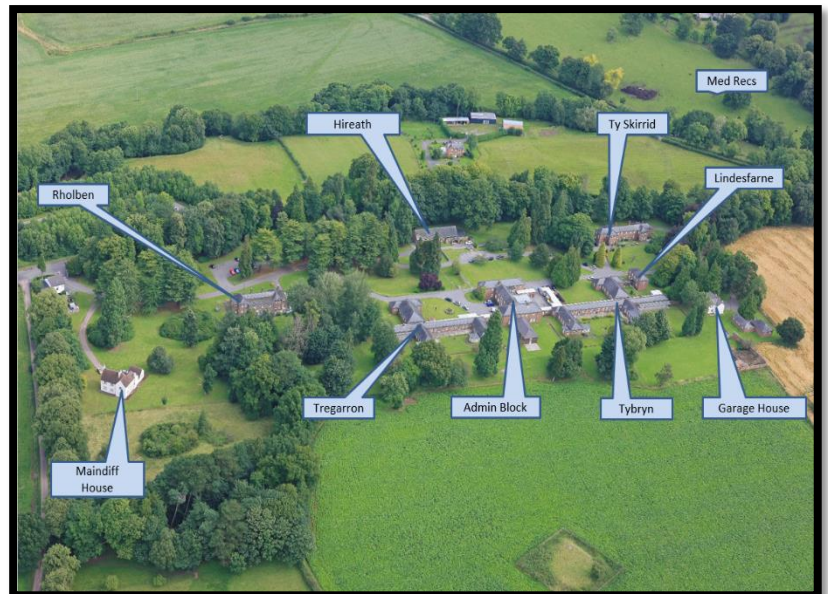 Med Recs
Hireath
Ty Skirrid
Lindesfarne
Rholben
Tregarron
Admin Block
Tybryn
Garage House
Maindiff
House